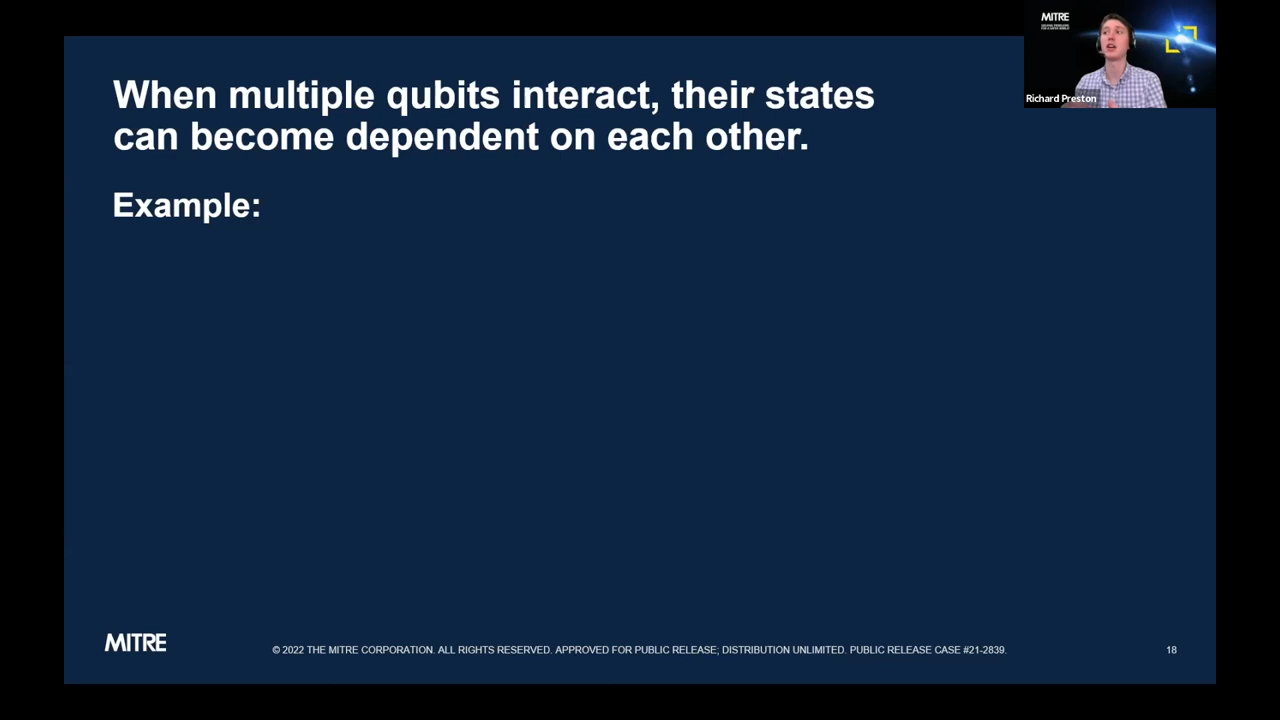 MITRE
Richard Preston
When multiple qubits interact, their states
can become dependent on each other.
Example:
MITRE
© 2022 THE MITRE CORPORATION. ALL RIGHTS RESERVED. APPROVED FOR PUBLIC RELEASE; DISTRIBUTION UNLIMITED. PUBLIC RELEASE CASE #21-2839.
18